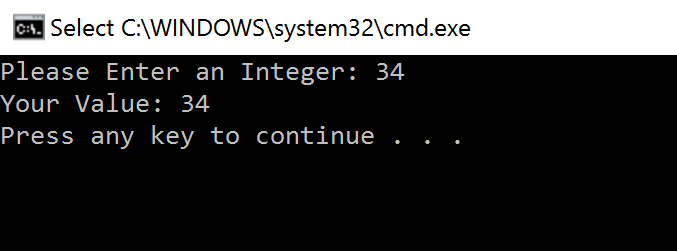 Select C:\WINDOWS\system32\cmd.exe
Please Enter an Integer: 34
Your Value: 34
Press any key to continue . . .